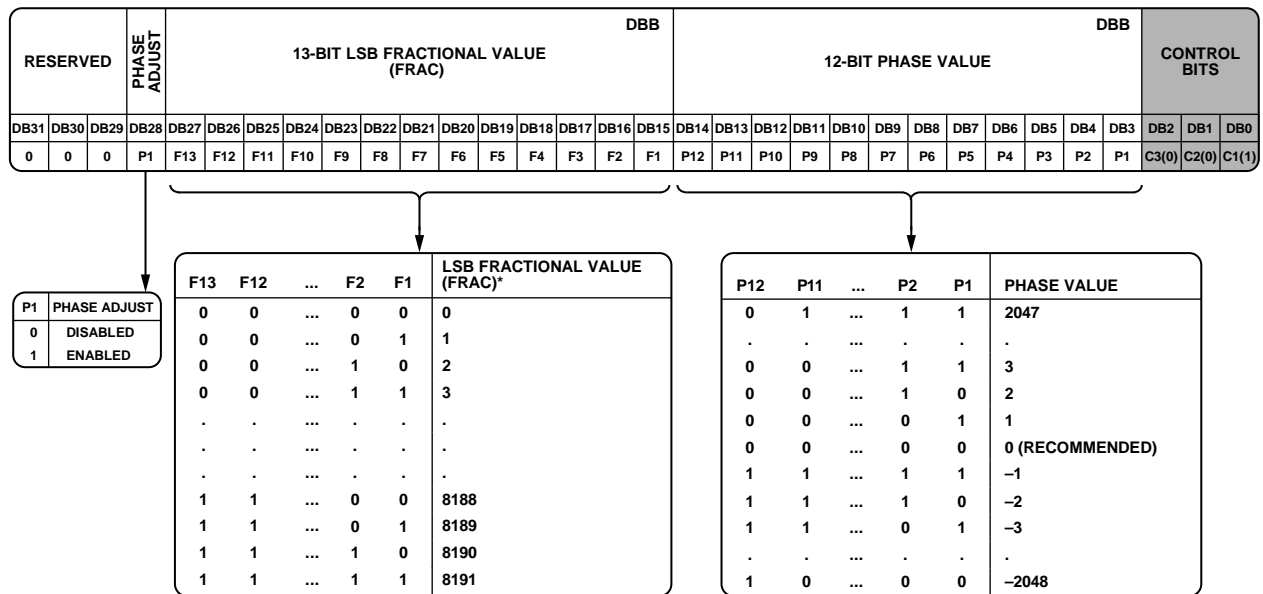 RESERVED
PHASE ADJUST
13-BIT LSB FRACTIONAL VALUE (FRAC)
DBB
12-BIT PHASE VALUE
DBB
CONTROL BITS
DB31 DB30 DB29 DB28 DB27 DB26 DB25 DB24 DB23 DB22 DB21 DB20 DB19 DB18 DB17 DB16 DB15 DB14 DB13 DB12 DB11 DB10 DB9 DB8 DB7 DB6 DB5 DB4 DB3 DB2 DB1 DB0
0 0 0 P1 F13 F12 F11 F10 F9 F8 F7 F6 F5 F4 F3 F2 F1 P12 P11 P10 P9 P8 P7 P6 P5 P4 P3 P2 P1 C3(0) C2(0) C1(1)
P1 PHASE ADJUST
0 DISABLED
1 ENABLED
F13 F12 ... F2 F1 LSB FRACTIONAL VALUE (FRAC)*
0 0 ... 0 0 0
0 0 ... 0 1 1
0 0 ... 1 0 2
0 0 ... 1 1 3
. . ... . . .
. . ... . . .
. . ... . . .
1 1 ... 0 0 8188
1 1 ... 0 1 8189
1 1 ... 1 0 8190
1 1 ... 1 1 8191
P12 P11 ... P2 P1 PHASE VALUE
0 1 ... 1 1 2047
. . ... . . .
0 0 ... 1 1 3
0 0 ... 1 0 2
0 0 ... 0 1 1
0 0 ... 0 0 0 (RECOMMENDED)
1 1 ... 1 1 –1
1 1 ... 1 0 –2
1 1 ... 0 1 –3
. . ... . . .
1 0 ... 0 0 –2048